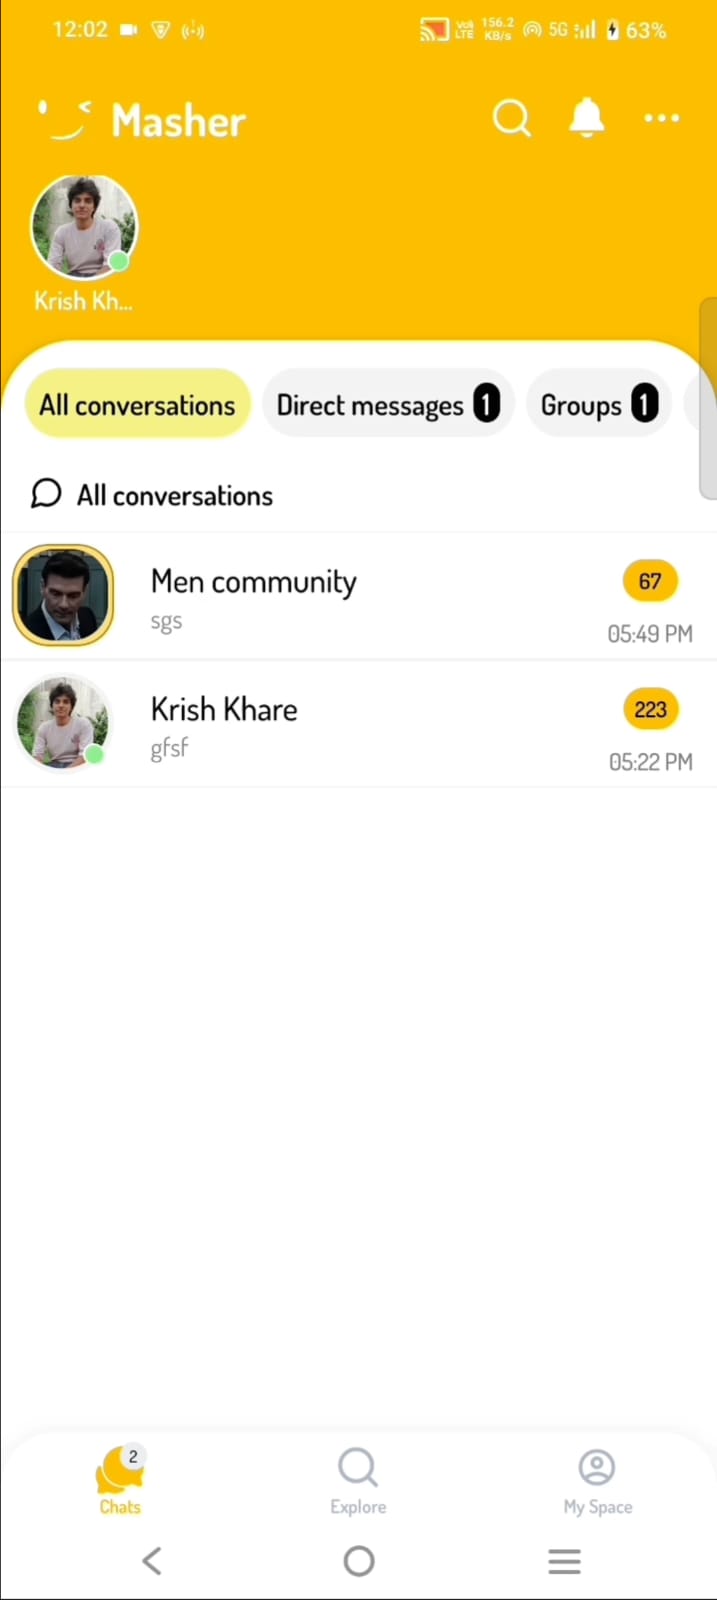 12:02 Vo) LTE 156.2 KB/s 5G 63%
Masher
Krish Kh...
All conversations Direct messages 1 Groups 1
All conversations
Men community 67
sgs 05:49 PM
Krish Khare 223
gfsf 05:22 PM
2
Chats Explore My Space